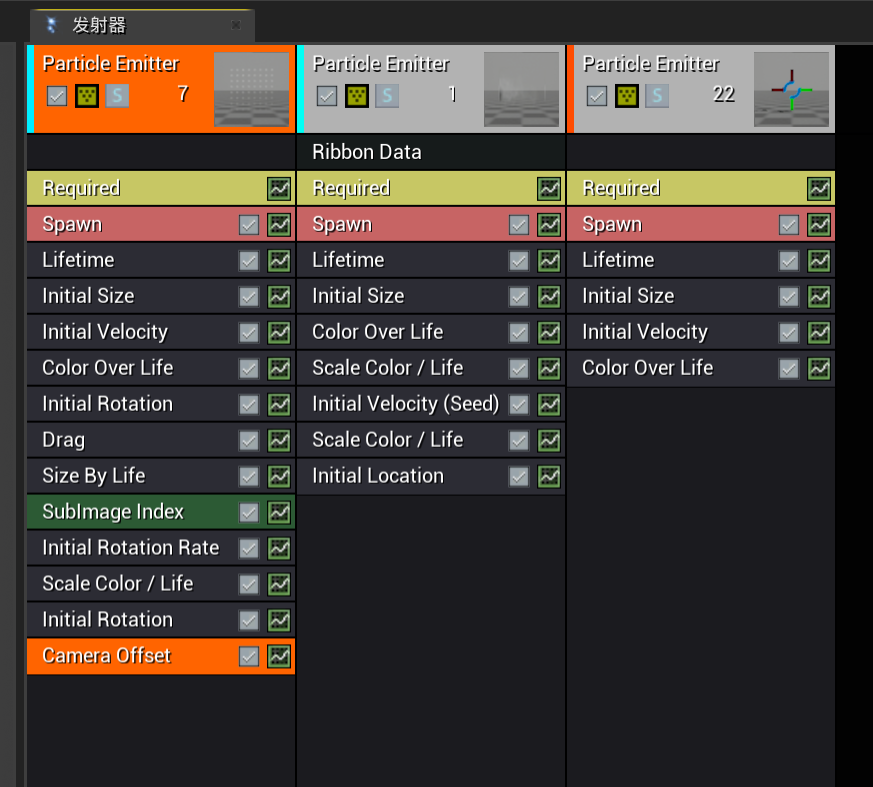 发射器
Particle Emitter
S
7
Particle Emitter
S
1
Particle Emitter
S
22
Ribbon Data
Required
Spawn
Lifetime
Initial Size
Initial Velocity
Color Over Life
Initial Rotation
Drag
Size By Life
SubImage Index
Initial Rotation Rate
Scale Color / Life
Initial Rotation
Camera Offset
Required
Spawn
Lifetime
Initial Size
Color Over Life
Scale Color / Life
Initial Velocity (Seed)
Scale Color / Life
Initial Location
Required
Spawn
Lifetime
Initial Size
Initial Velocity
Color Over Life